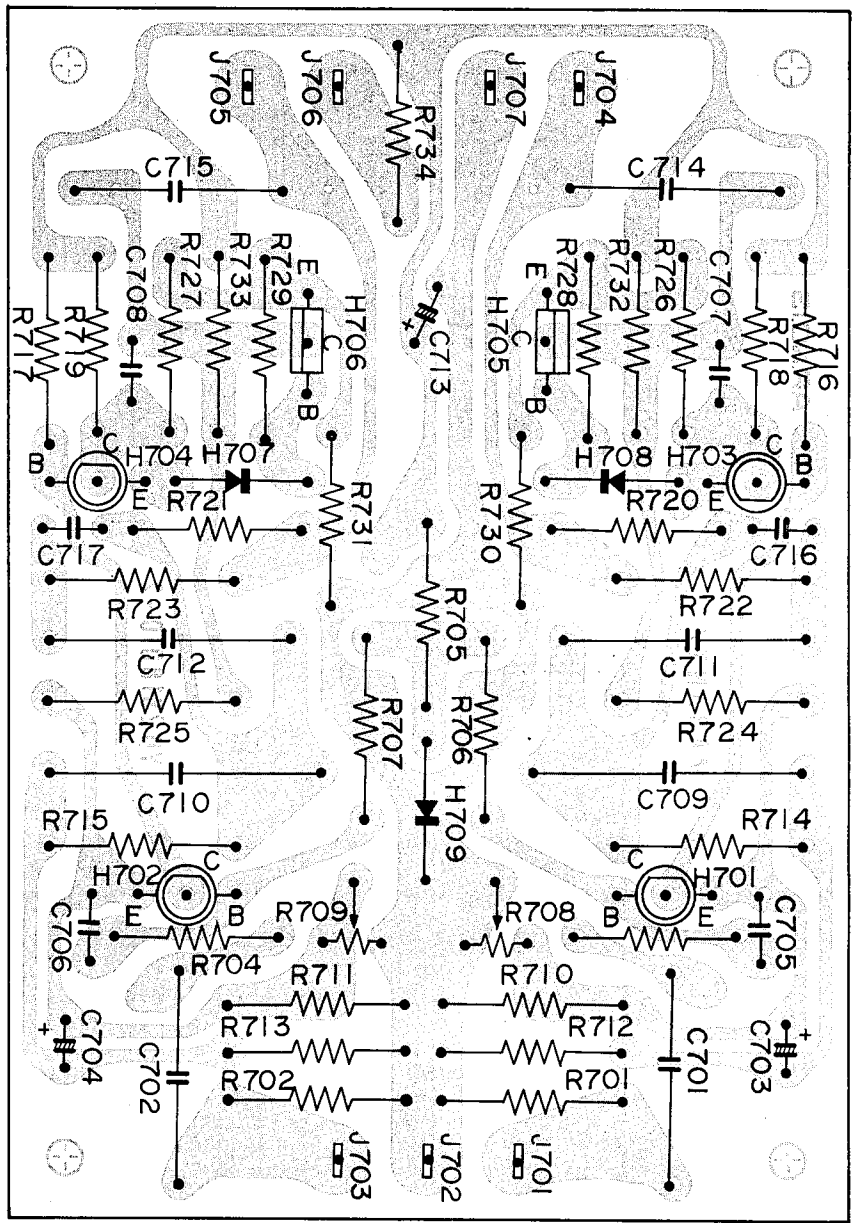 J705 J706 J707 J704
R734
C715 C714
C708 R727 R733 R729 E H706 C B
C713 +
E H705 C B R728 R732 R726 C707
R717 R719 R718 R716
B C H704 E H707 H708 H703 E C B
R721 R731 R730 R720
C717 C716
R723 R705 R722
C712 C711
R725 R707 R706 R724
C710 H709 C709
R715 R714
H702 C E B R709 R708 C H701 B E
C706 R704 C705
R711 R710
+ C704 R713 R712 C703 +
C702 R702 R701 C701
J703 J702 J701